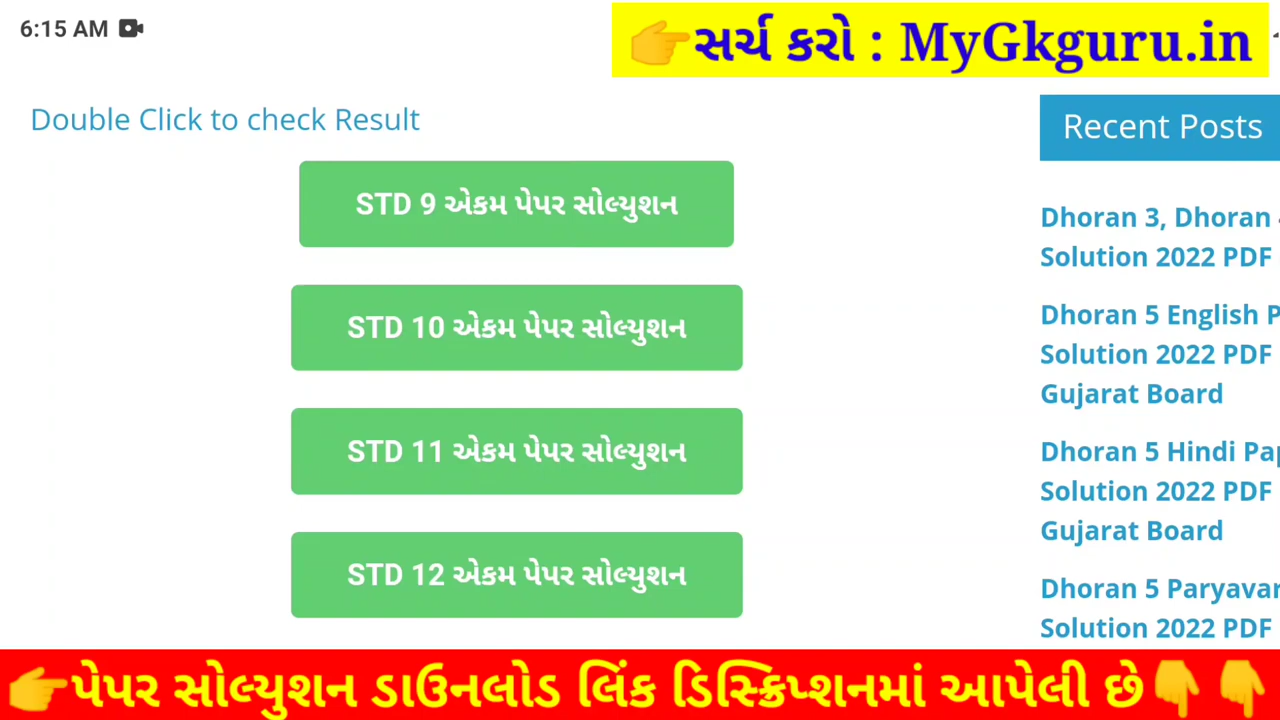 6:15 AM
👉સર્ચ કરો : MyGkguru.in
Double Click to check Result
STD 9 એકમ પેપર સોલ્યુશન
STD 10 એકમ પેપર સોલ્યુશન
STD 11 એકમ પેપર સોલ્યુશન
STD 12 એકમ પેપર સોલ્યુશન
Recent Posts
Dhoran 3, Dhoran
Solution 2022 PDF
Dhoran 5 English P
Solution 2022 PDF
Gujarat Board
Dhoran 5 Hindi Pap
Solution 2022 PDF
Gujarat Board
Dhoran 5 Paryavar
Solution 2022 PDF
👉પેપર સોલ્યુશન ડાઉનલોડ લિંક ડિસ્ક્રિપ્શનમાં આપેલી છે👇👇